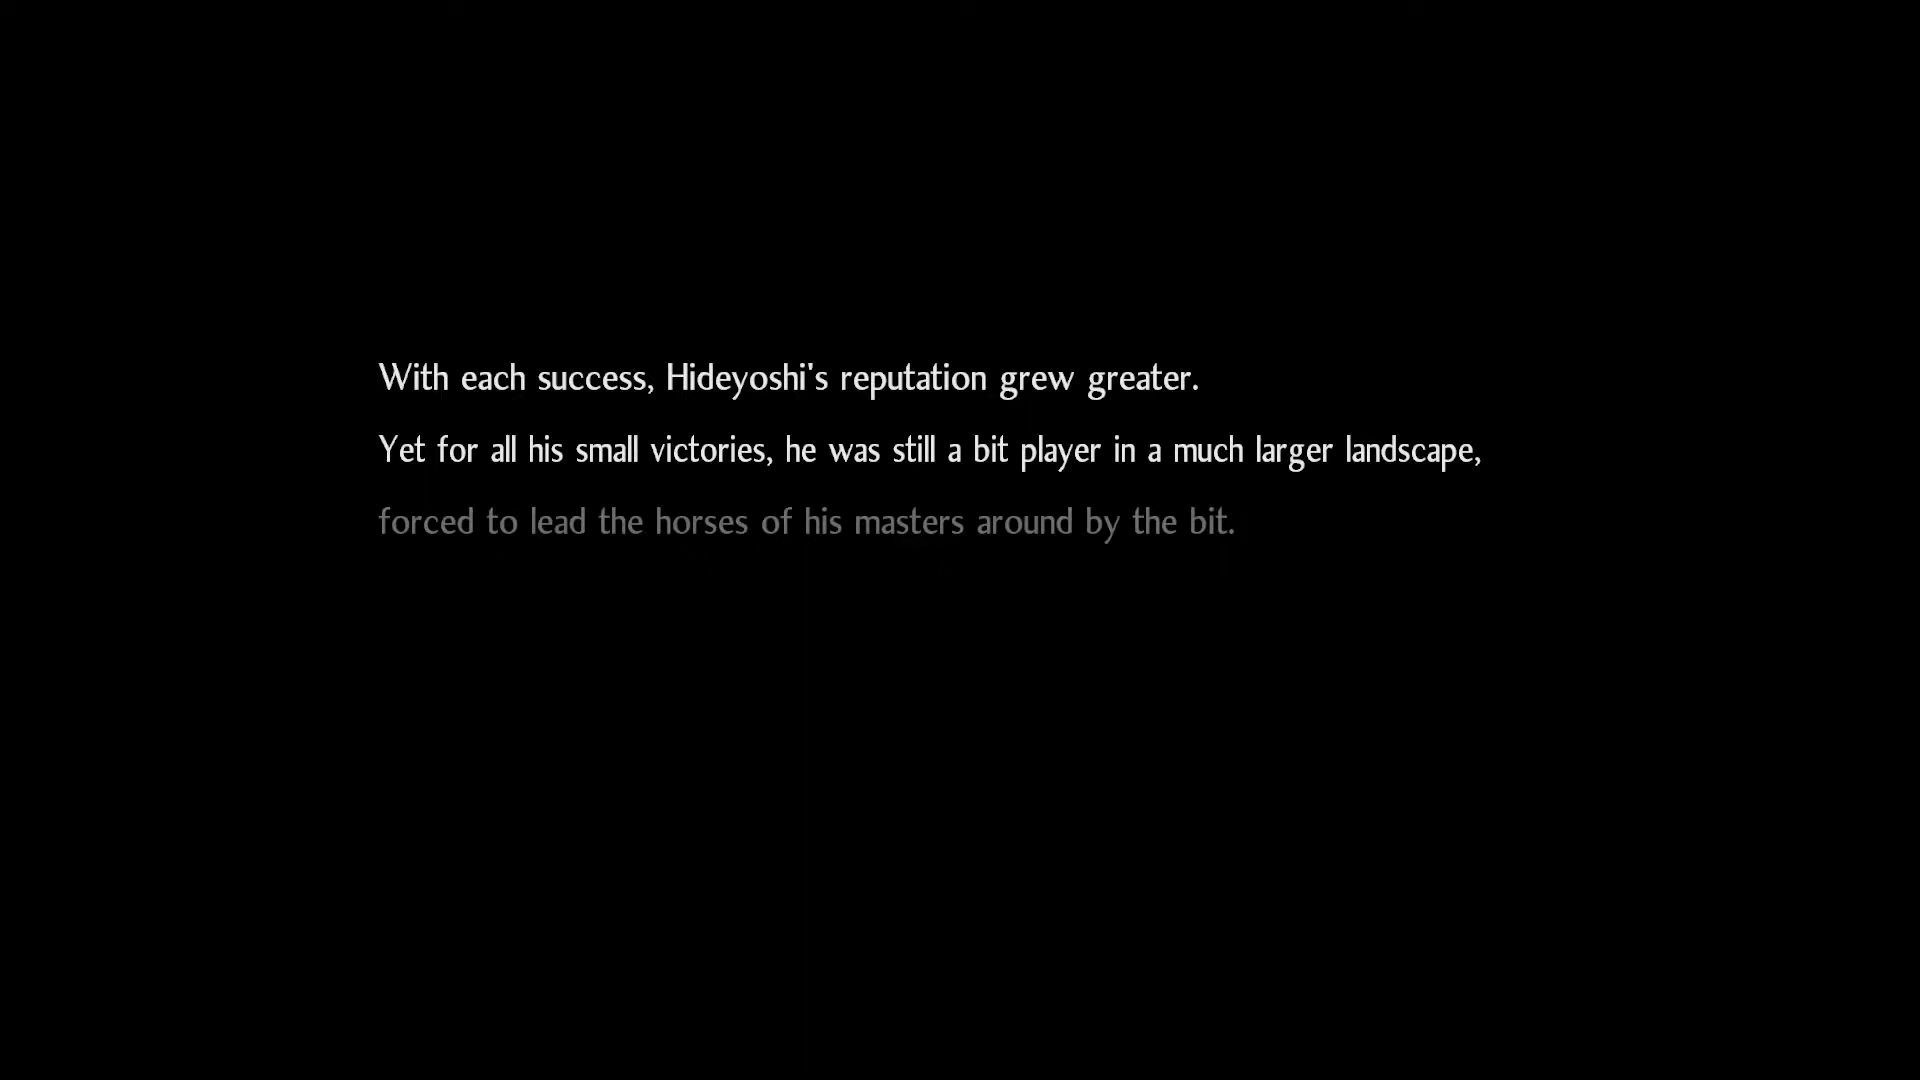 With each success, Hideyoshi's reputation grew greater.
Yet for all his small victories, he was still a bit player in a much larger landscape,
forced to lead the horses of his masters around by the bit.